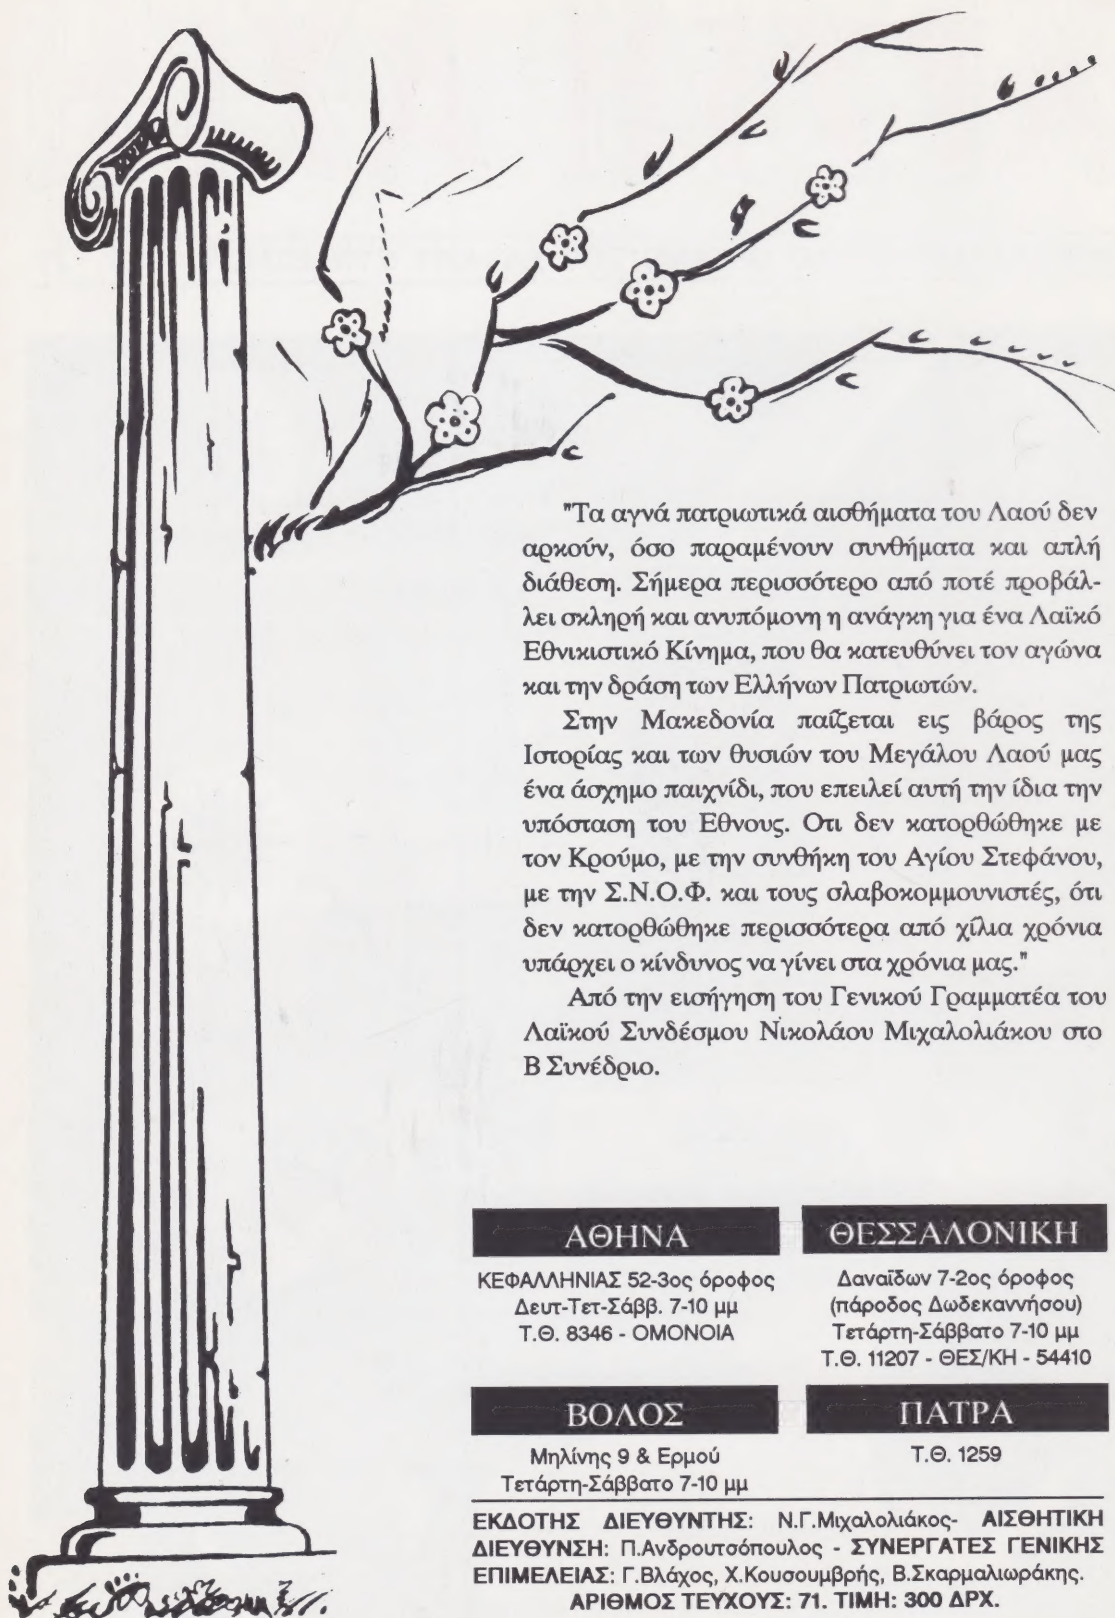 "Τα αγνά πατριωτικά αισθήματα του Λαού δεν
αρκούν, όσο παραμένουν συνθήματα και απλή
διάθεση. Σήμερα περισσότερο από ποτέ προβάλ-
λει σκληρή και ανυπόμονη η ανάγκη για ένα Λαϊκό
Εθνικιστικό Κίνημα, που θα κατευθύνει τον αγώνα
και την δράση των Ελλήνων Πατριωτών.
Στην Μακεδονία παίζεται εις βάρος της
Ιστορίας και των θυσιών του Μεγάλου Λαού μας
ένα άσχημο παιχνίδι, που επειλεί αυτή την ίδια την
υπόσταση του Εθνους. Οτι δεν κατορθώθηκε με
τον Κρούμο, με την συνθήκη του Αγίου Στεφάνου,
με την Σ.Ν.Ο.Φ. και τους σλαβοκομμουνιστές, ότι
δεν κατορθώθηκε περισσότερα από χίλια χρόνια
υπάρχει ο κίνδυνος να γίνει στα χρόνια μας."
Από την εισήγηση του Γενικού Γραμματέα του
Λαϊκού Συνδέσμου Νικολάου Μιχαλολιάκου στο
Β Συνέδριο.
ΑΘΗΝΑ
ΚΕΦΑΛΛΗΝΙΑΣ 52-3ος όροφος
Δευτ-Τετ-Σάββ. 7-10 μμ
Τ.Θ. 8346 - ΟΜΟΝΟΙΑ
ΘΕΣΣΑΛΟΝΙΚΗ
Δαναϊδων 7-2ος όροφος
(πάροδος Δωδεκαννήσου)
Τετάρτη-Σάββατο 7-10 μμ
Τ.Θ. 11207 - ΘΕΣ/ΚΗ - 54410
ΒΟΛΟΣ
Μηλίνης 9 & Ερμού
Τετάρτη-Σάββατο 7-10 μμ
ΠΑΤΡΑ
Τ.Θ. 1259
ΕΚΔΟΤΗΣ ΔΙΕΥΘΥΝΤΗΣ: Ν.Γ.Μιχαλολιάκος- ΑΙΣΘΗΤΙΚΗ
ΔΙΕΥΘΥΝΣΗ: Π.Ανδρουτσόπουλος - ΣΥΝΕΡΓΑΤΕΣ ΓΕΝΙΚΗΣ
ΕΠΙΜΕΛΕΙΑΣ: Γ.Βλάχος, Χ.Κουσουμβρής, Β.Σκαρμαλιωράκης.
ΑΡΙΘΜΟΣ ΤΕΥΧΟΥΣ: 71. ΤΙΜΗ: 300 ΔΡΧ.